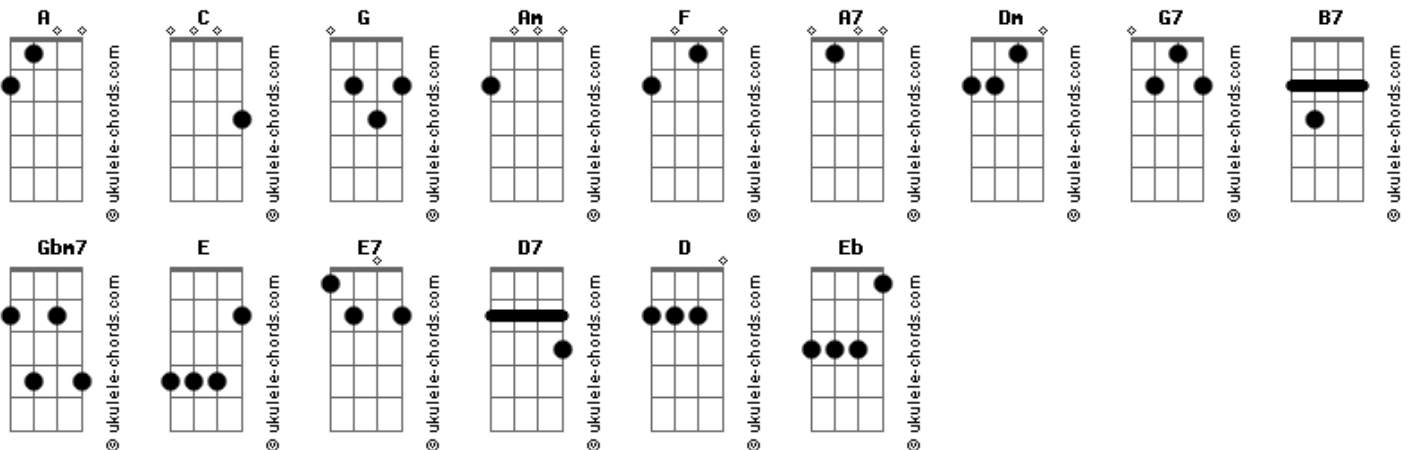 A C G Am F A7 Dm G7 B7
© ukulele-chords.com © ukulele-chords.com © ukulele-chords.com © ukulele-chords.com © ukulele-chords.com © ukulele-chords.com © ukulele-chords.com © ukulele-chords.com © ukulele-chords.com
Gbm7 E E7 D7 D Eb
© ukulele-chords.com © ukulele-chords.com © ukulele-chords.com © ukulele-chords.com © ukulele-chords.com © ukulele-chords.com